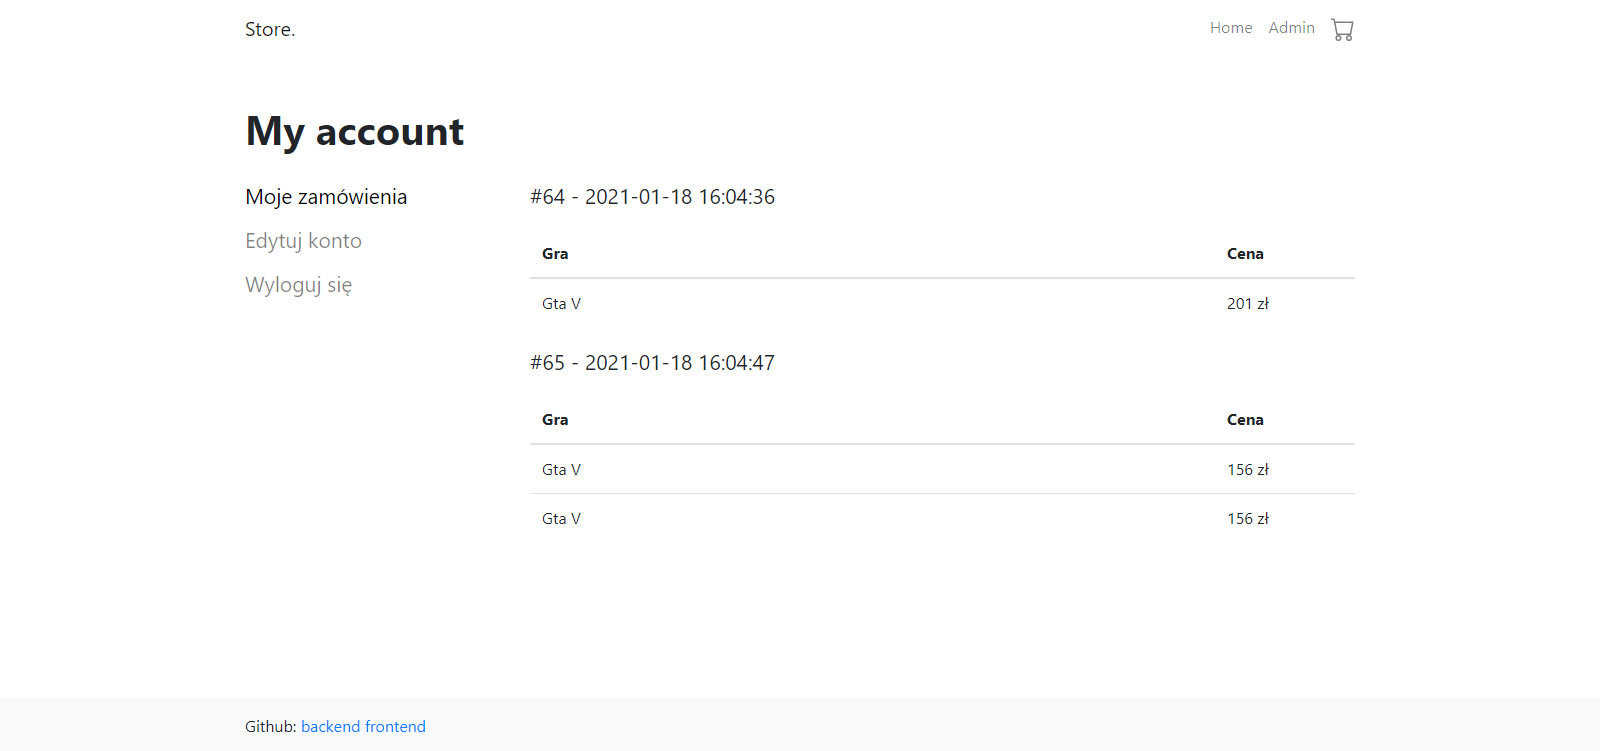 Store.
Home Admin
My account
Moje zamówienia
Edytuj konto
Wyloguj się
#64 - 2021-01-18 16:04:36
Gra Cena
Gta V 201 zł
#65 - 2021-01-18 16:04:47
Gra Cena
Gta V 156 zł
Gta V 156 zł
Github: backend frontend